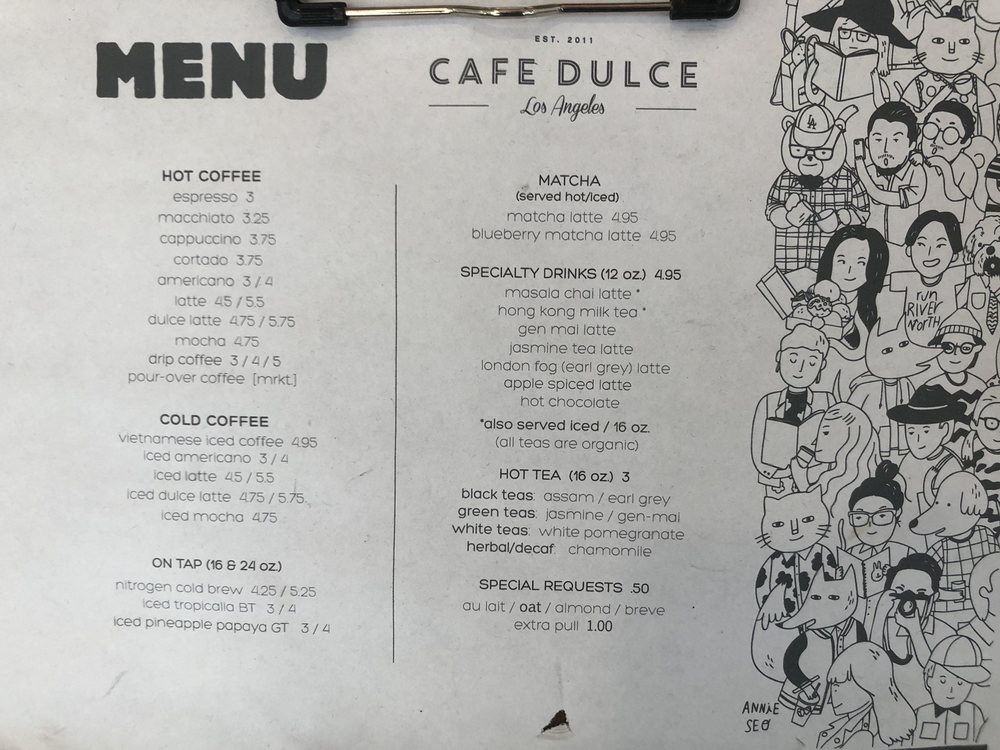 MENU
EST. 2011
CAFE DULCE
Los Angeles
HOT COFFEE
espresso 3
macchiato 3.25
cappuccino 3.75
cortado 3.75
americano 3 / 4
latte 4.5 / 5.5
dulce latte 4.75 / 5.75
mocha 4.75
drip coffee 3 / 4 / 5
pour-over coffee [mrkt.]
COLD COFFEE
vietnamese iced coffee 4.95
iced americano 3 / 4
iced latte 4.5 / 5.5
iced dulce latte 4.75 / 5.75
iced mocha 4.75
ON TAP (16 & 24 oz.)
nitrogen cold brew 4.25 / 5.25
iced tropicalia BT 3 / 4
iced pineapple papaya GT 3 / 4
MATCHA
(served hot/iced)
matcha latte 4.95
blueberry matcha latte 4.95
SPECIALTY DRINKS (12 oz.) 4.95
masala chai latte *
hong kong milk tea *
gen mai latte
jasmine tea latte
london fog (earl grey) latte
apple spiced latte
hot chocolate
*also served iced / 16 oz.
(all teas are organic)
HOT TEA (16 oz.) 3
black teas: assam / earl grey
green teas: jasmine / gen-mai
white teas: white pomegranate
herbal/decaf: chamomile
SPECIAL REQUESTS .50
au lait / oat / almond / breve
extra pull 1.00
LA
run
RIVER
NORTH
ANNiE
SEO